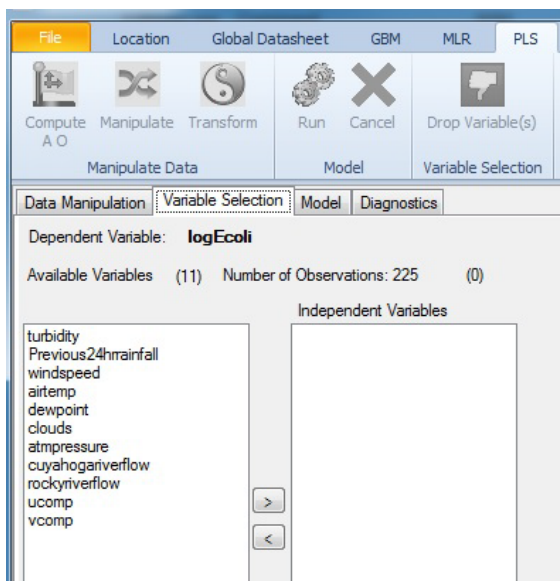 File Location Global Datasheet GBM MLR PLS
Compute Manipulate Transform Run Cancel Drop Variable(s)
A O
Manipulate Data Model Variable Selection
Data Manipulation Variable Selection Model Diagnostics
Dependent Variable: logEcoli
Available Variables (11) Number of Observations: 225 (0)
Independent Variables
turbidity
Previous24hrrainfall
windspeed
airtemp
dewpoint
clouds
atmpressure
cuyahogariverflow
rockyriverflow
ucomp
vcomp
>
<